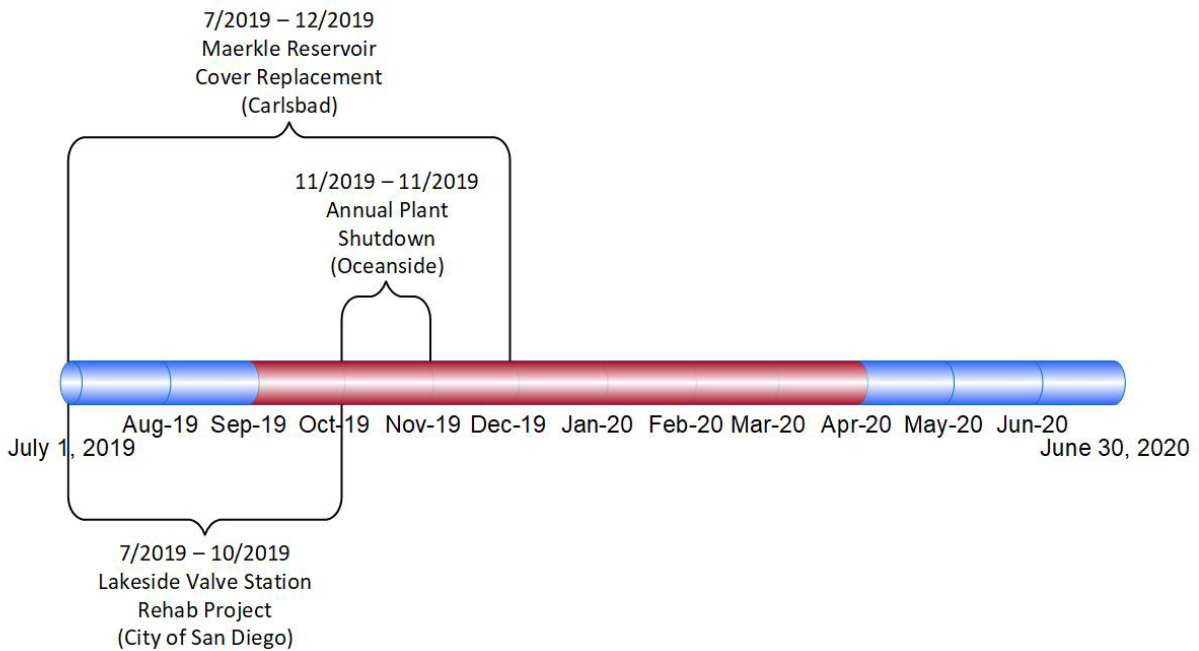 7/2019 – 12/2019
Maerkle Reservoir
Cover Replacement
(Carlsbad)
11/2019 – 11/2019
Annual Plant
Shutdown
(Oceanside)
Aug-19 Sep-19 Oct-19 Nov-19 Dec-19 Jan-20 Feb-20 Mar-20 Apr-20 May-20 Jun-20
July 1, 2019 June 30, 2020
7/2019 – 10/2019
Lakeside Valve Station
Rehab Project
(City of San Diego)